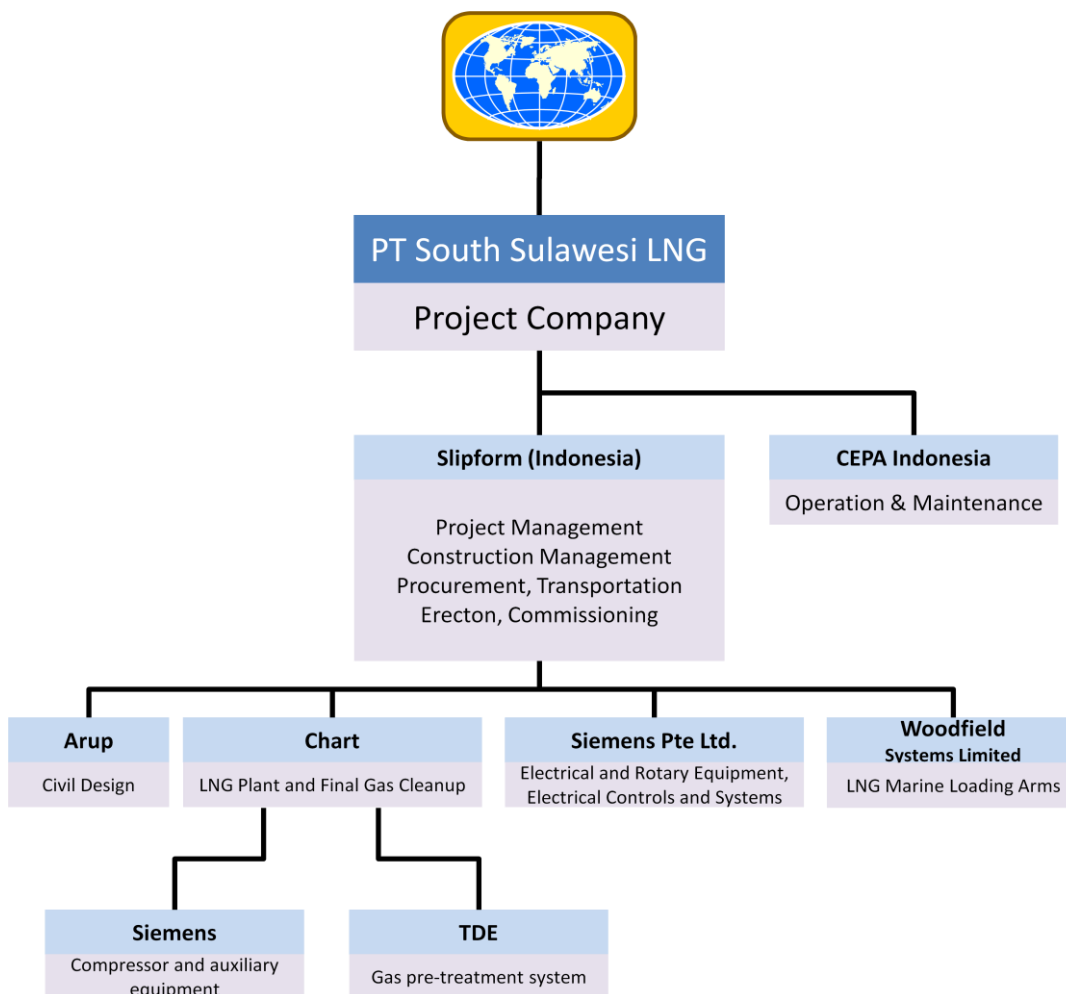 PT South Sulawesi LNG
Project Company
Slipform (Indonesia)
Project Management
Construction Management
Procurement, Transportation
Erecton, Commissioning
CEPA Indonesia
Operation & Maintenance
Arup
Civil Design
Chart
LNG Plant and Final Gas Cleanup
Siemens Pte Ltd.
Electrical and Rotary Equipment,
Electrical Controls and Systems
Woodfield
Systems Limited
LNG Marine Loading Arms
Siemens
Compressor and auxiliary
equipment
TDE
Gas pre-treatment system